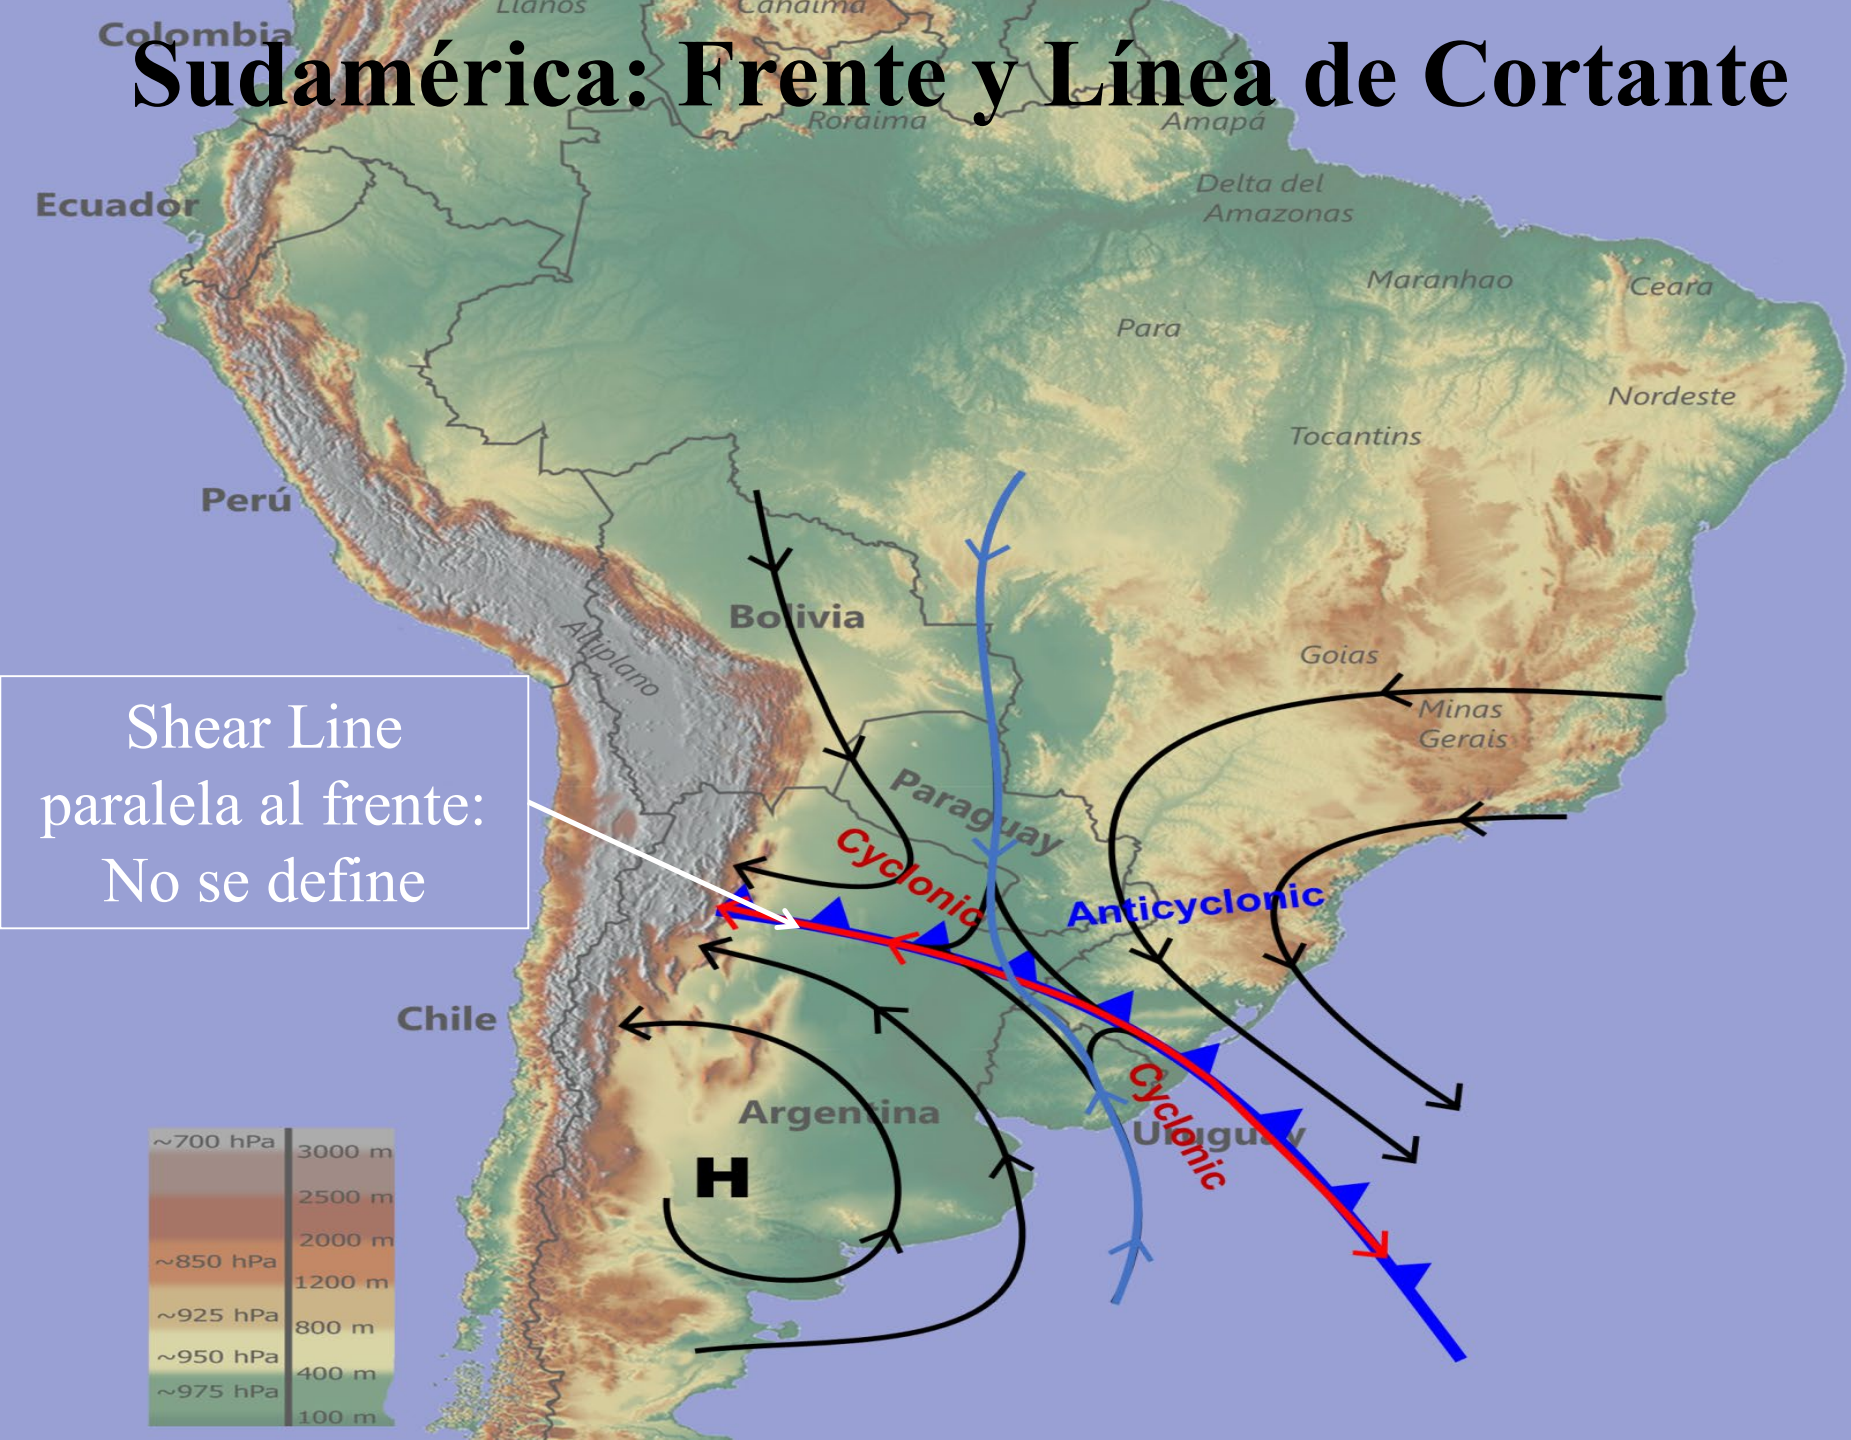 Llanos
Canaima
Colombia
Sudamérica: Frente y Línea de Cortante
Roraima
Amapá
Delta del
Amazonas
Ecuador
Maranhao
Ceara
Para
Nordeste
Tocantins
Perú
Bolivia
Altiplano
Goias
Minas
Gerais
Shear Line
paralela al frente:
No se define
Paraguay
Cyclonic
Anticyclonic
Chile
Cyclonic
Argentina
Uruguay
H
~700 hPa
3000 m
2500 m
2000 m
~850 hPa
1200 m
~925 hPa
800 m
~950 hPa
400 m
~975 hPa
100 m